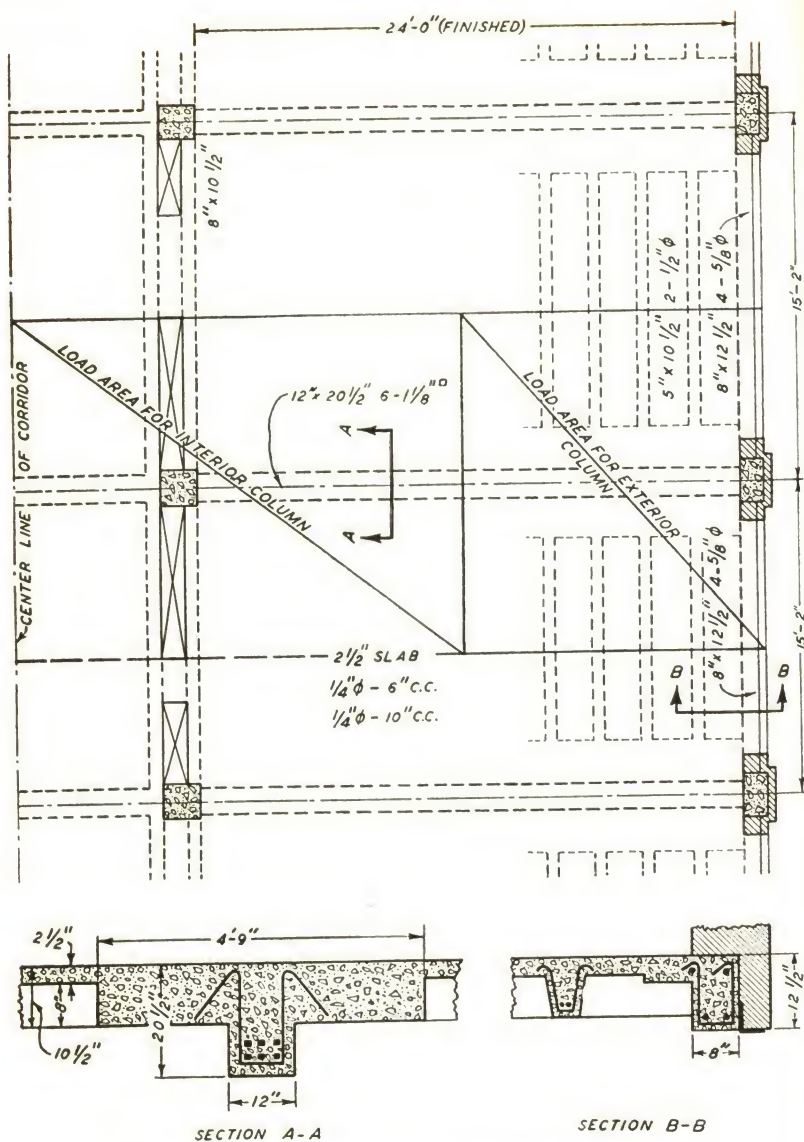 24'-0" (FINISHED)
8" x 10 1/2"
5" x 10 1/2" 2-1/2" ϕ
8" x 12 1/2" 4-5/8" ϕ
15'-2"
CENTER LINE OF CORRIDOR
LOAD AREA FOR INTERIOR COLUMN
12" x 20 1/2" 6-1 1/8" □
A
A
LOAD AREA FOR EXTERIOR
COLUMN
8" x 12 1/2" 4-5/8" ϕ
15'-2"
B
B
2 1/2" SLAB
1/4" ϕ - 6" C.C.
1/4" ϕ - 10" C.C.
2 1/2"
4'-9"
8"
20 1/2"
10 1/2"
12"
12 1/2"
8"
SECTION A-A
SECTION B-B